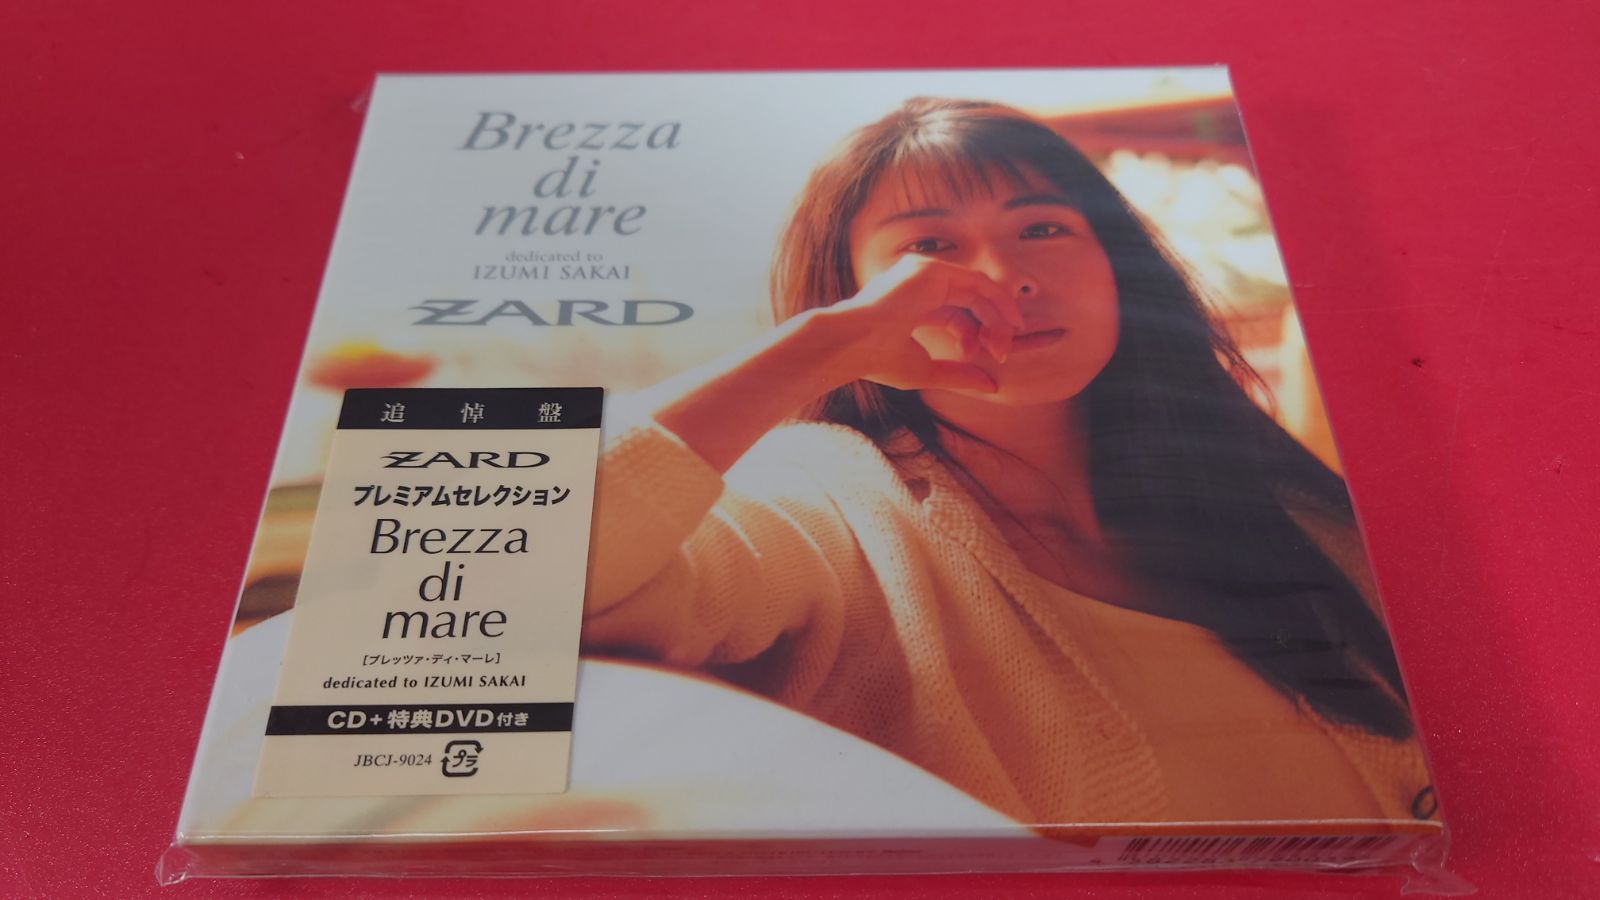 Brezza
di
mare
dedicated to
IZUMI SAKAI
ZARD
追悼盤
ZARD
プレミアムセレクション
Brezza
di
mare
[ブレッツァ・ディ・マーレ]
dedicated to IZUMI SAKAI
CD+特典DVD付き
JBCJ-9024
プラ